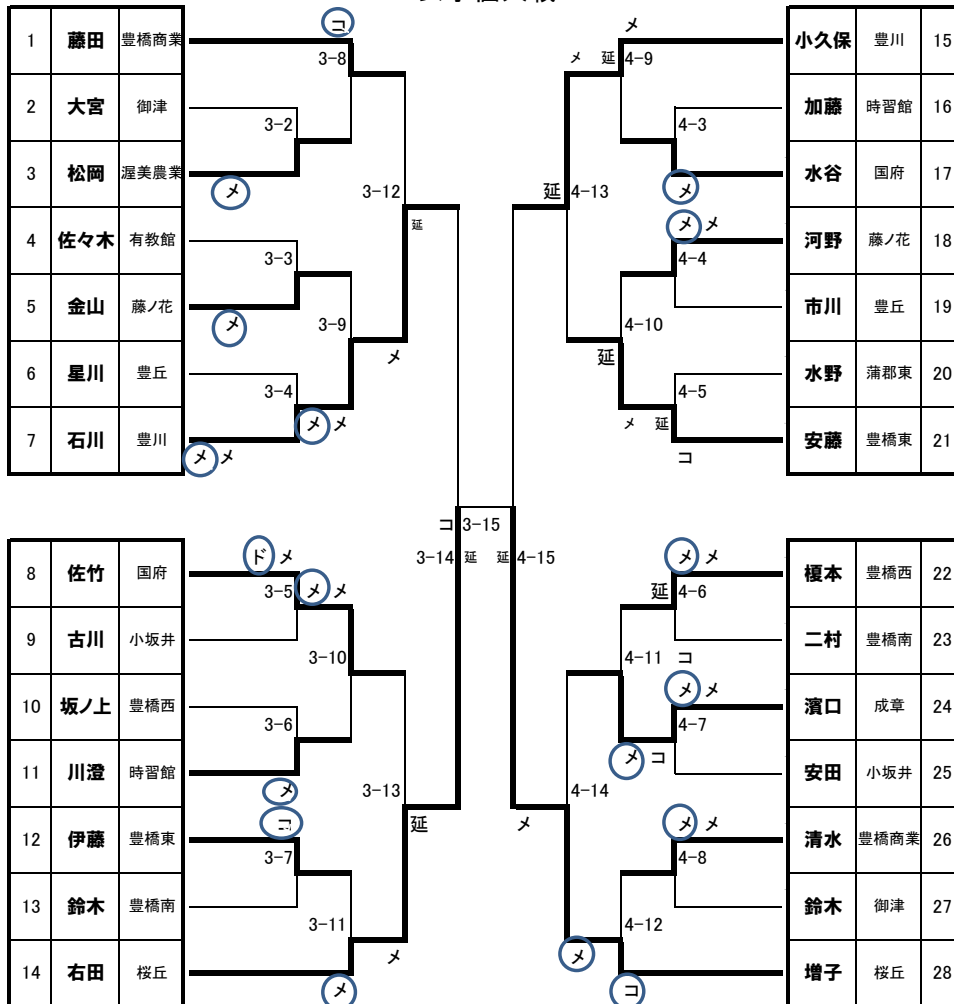 1 藤田 豊橋商業
2 大宮 御津
3 松岡 渥美農業
4 佐々木 有教館
5 金山 藤ノ花
6 星川 豊丘
7 石川 豊川
コ
3-8
3-2
メ
3-12
延
3-3
メ
3-9
メ
3-4
メ メ
メ メ
メ
メ 延 4-9
4-3
メ
延 4-13
メ メ
4-4
4-10
延
4-5
メ 延
コ
小久保 豊川 15
加藤 時習館 16
水谷 国府 17
河野 藤ノ花 18
市川 豊丘 19
水野 蒲郡東 20
安藤 豊橋東 21
コ 3-15
3-14 延 延 4-15
8 佐竹 国府
9 古川 小坂井
10 坂ノ上 豊橋西
11 川澄 時習館
12 伊藤 豊橋東
13 鈴木 豊橋南
14 右田 桜丘
ド メ
3-5 メ メ
3-10
3-6
メ
3-13
コ
延
3-7
3-11
メ
メ
メ メ
延 4-6
4-11 コ
メ メ
4-7
メ コ
4-14
メ
メ メ
4-8
4-12
メ
コ
榎本 豊橋西 22
二村 豊橋南 23
濱口 成章 24
安田 小坂井 25
清水 豊橋商業 26
鈴木 御津 27
増子 桜丘 28